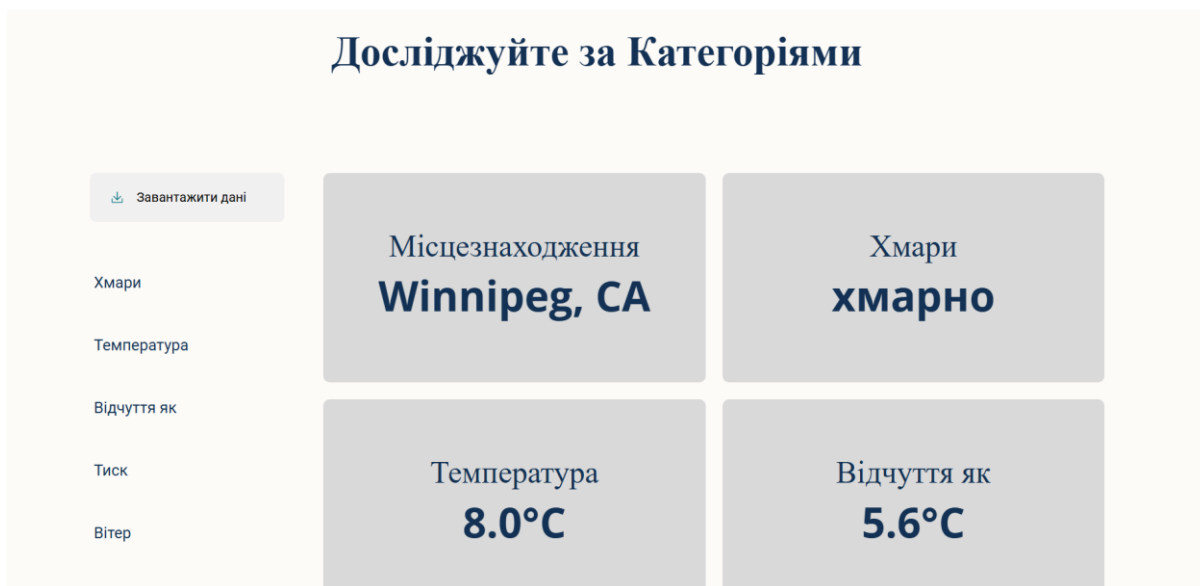 Досліджуйте за Категоріями
Завантажити дані
Хмари
Температура
Відчуття як
Тиск
Вітер
Місцезнаходження
Winnipeg, CA
Хмари
хмарно
Температура
8.0°C
Відчуття як
5.6°C